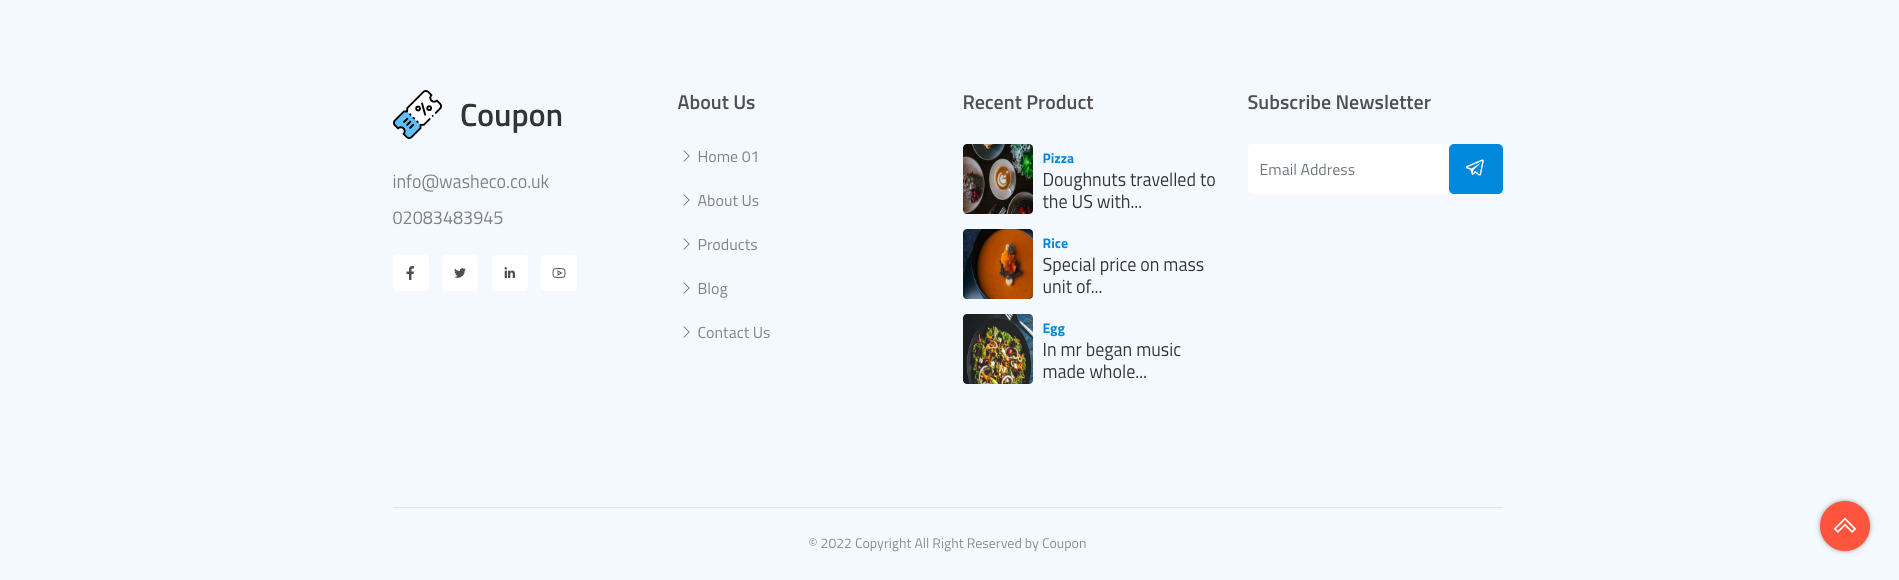 Coupon
info@washeco.co.uk
02083483945
About Us
Home 01
About Us
Products
Blog
Contact Us
Recent Product
Pizza
Doughnuts travelled to
the US with...
Rice
Special price on mass
unit of...
Egg
In mr began music
made whole...
Subscribe Newsletter
Email Address
© 2022 Copyright All Right Reserved by Coupon